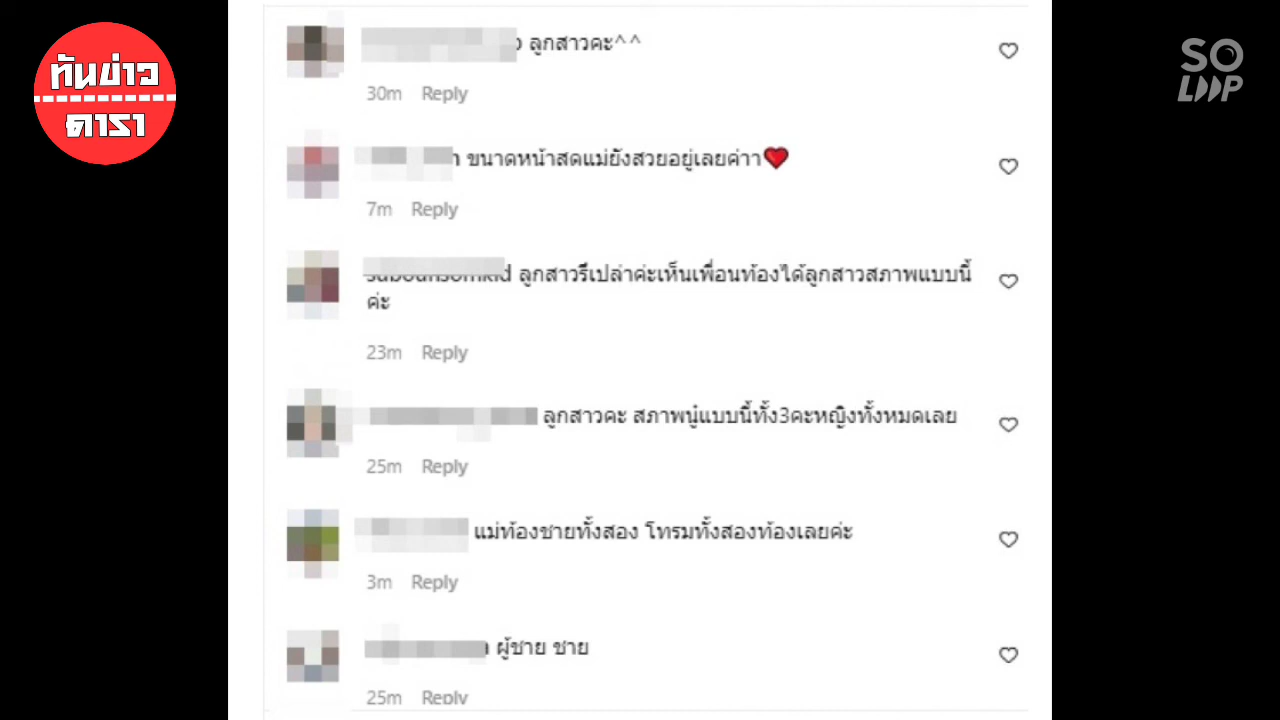 ทันข่าว
ดารา
SO
LOOP
ลูกสาวคะ^^
30m Reply
ขนาดหน้าสดแม่ยังสวยอยู่เลยค่าา❤
7m Reply
ลูกสาวรึเปล่าค่ะเห็นเพื่อนท้องได้ลูกสาวสภาพแบบนี้
ค่ะ
23m Reply
ลูกสาวคะ สภาพนู๋แบบนี้ทั้ง3คะหญิงทั้งหมดเลย
25m Reply
แม่ท้องชายทั้งสอง โทรมทั้งสองท้องเลยค่ะ
3m Reply
ผู้ชาย ชาย
25m Reply